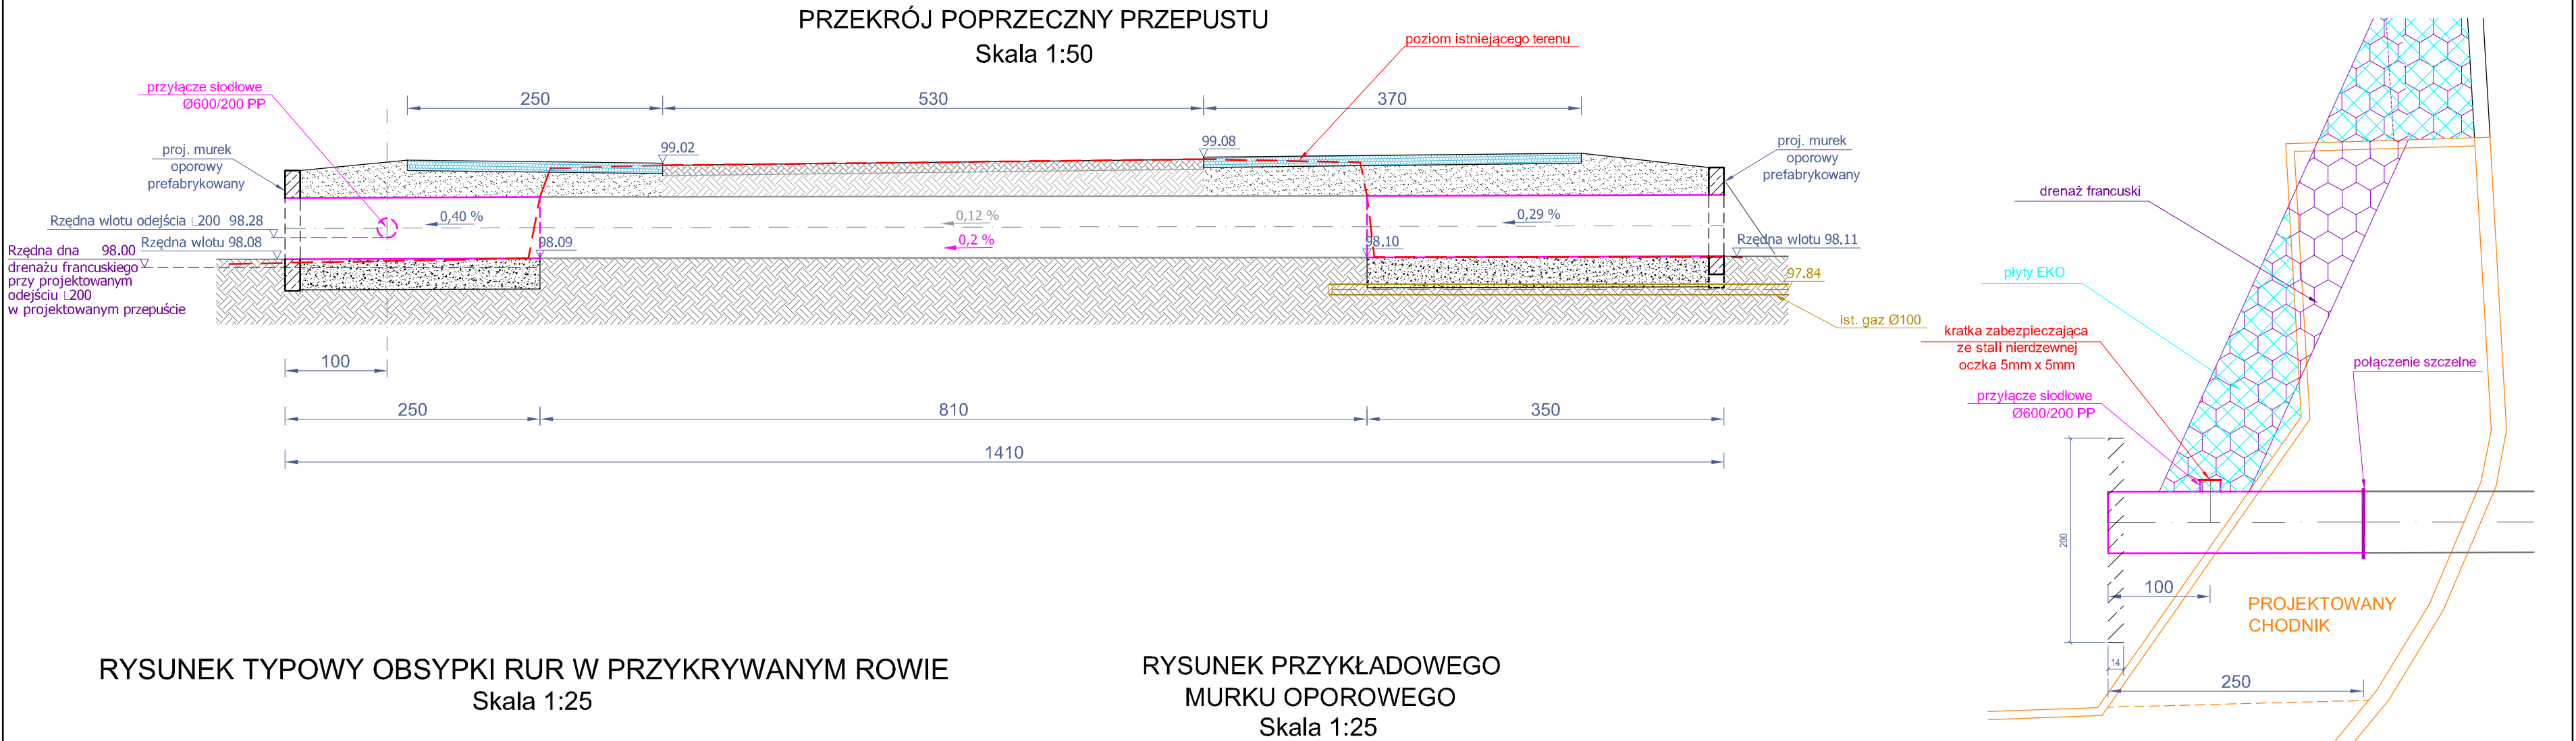 PRZEKRÓJ POPRZECZNY PRZEPUSTU
Skala 1:50
poziom istniejącego terenu
przyłącze siodłowe
Ø600/200 PP
250
530
370
proj. murek
oporowy
prefabrykowany
99.02
99.08
proj. murek
oporowy
prefabrykowany
Rzędna wlotu odejścia ∟200 98.28
Rzędna wlotu 98.08
Rzędna dna 98.00
drenażu francuskiego
przy projektowanym
odejściu ∟200
w projektowanym przepuście
0,40 %
0,12 %
0,2 %
0,29 %
98.09
98.10
Rzędna wlotu 98.11
97.84
ist. gaz Ø100
100
250
810
350
1410
drenaż francuski
płyty EKO
kratka zabezpieczająca
ze stali nierdzewnej
oczka 5mm x 5mm
połączenie szczelne
przyłącze siodłowe
Ø600/200 PP
200
100
PROJEKTOWANY
CHODNIK
14
250
RYSUNEK TYPOWY OBSYPKI RUR W PRZYKRYWANYM ROWIE
Skala 1:25
RYSUNEK PRZYKŁADOWEGO
MURKU OPOROWEGO
Skala 1:25